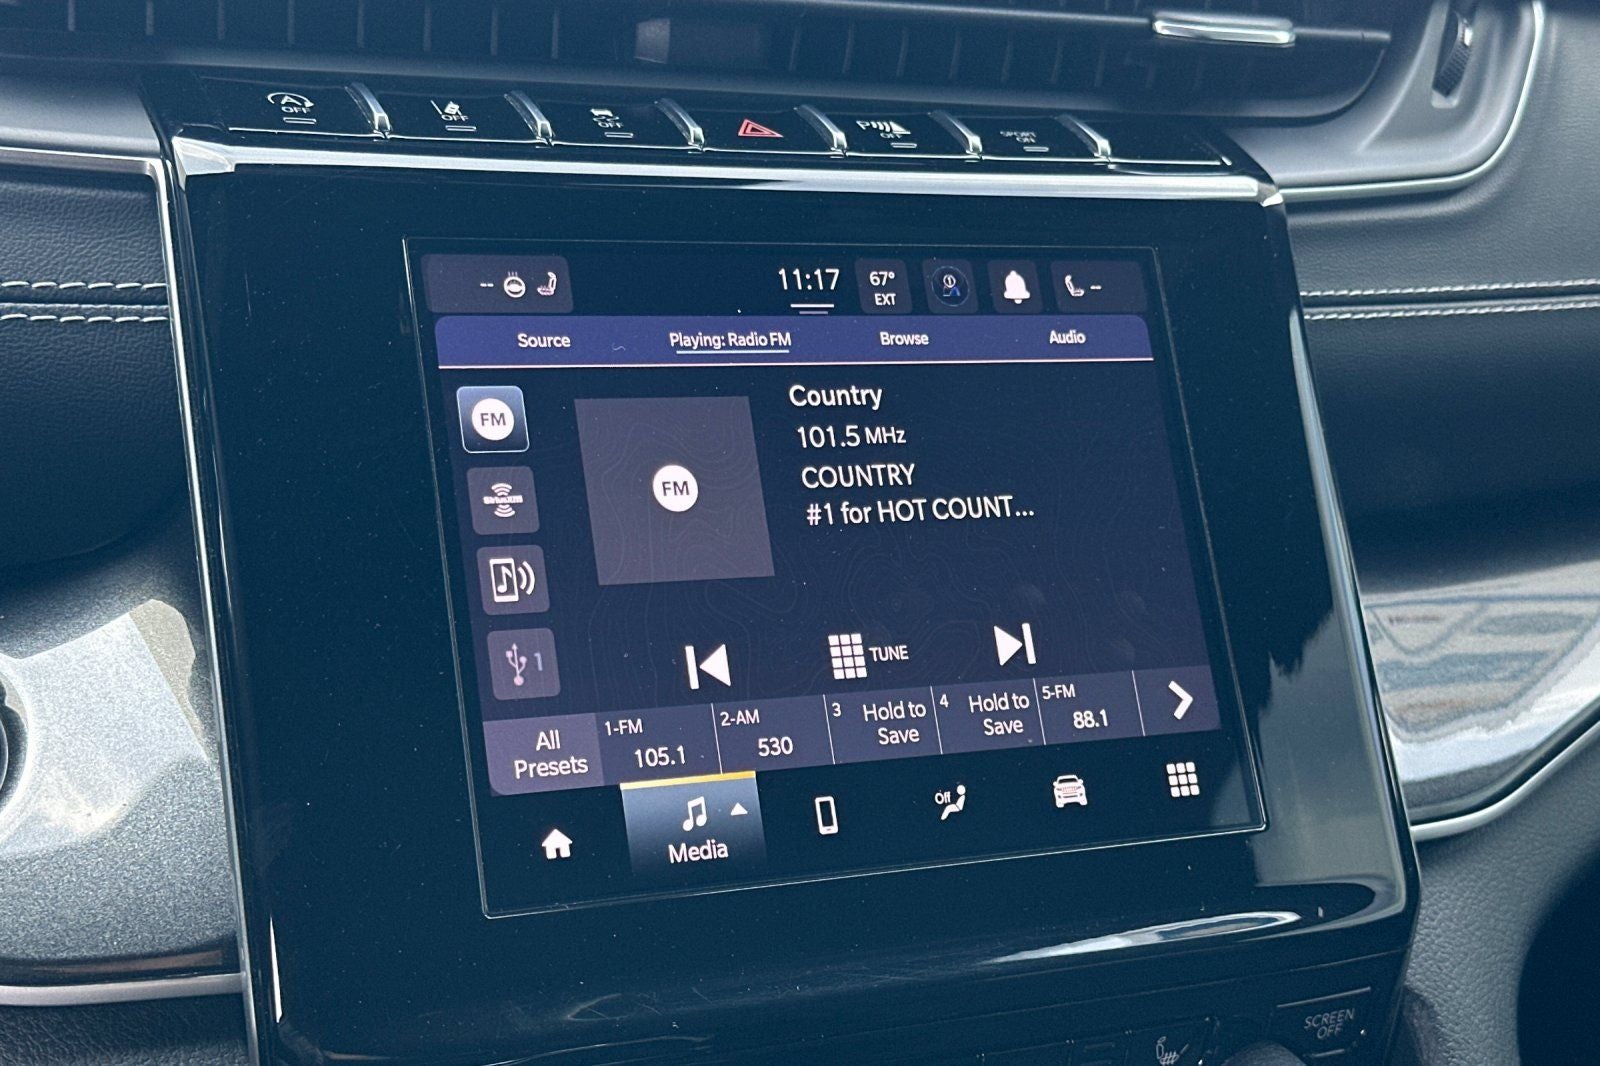 A
OFF
OFF
OFF
P
OFF
SPORT
ON
--
11:17
67°
EXT
--
Source
Playing: Radio FM
Browse
Audio
FM
FM
Country
101.5 MHz
COUNTRY
#1 for HOT COUNT...
SiriusXM
1
TUNE
All
Presets
1-FM
105.1
2-AM
530
3
Hold to
Save
4
Hold to
Save
5-FM
88.1
Media
Off
SCREEN
OFF